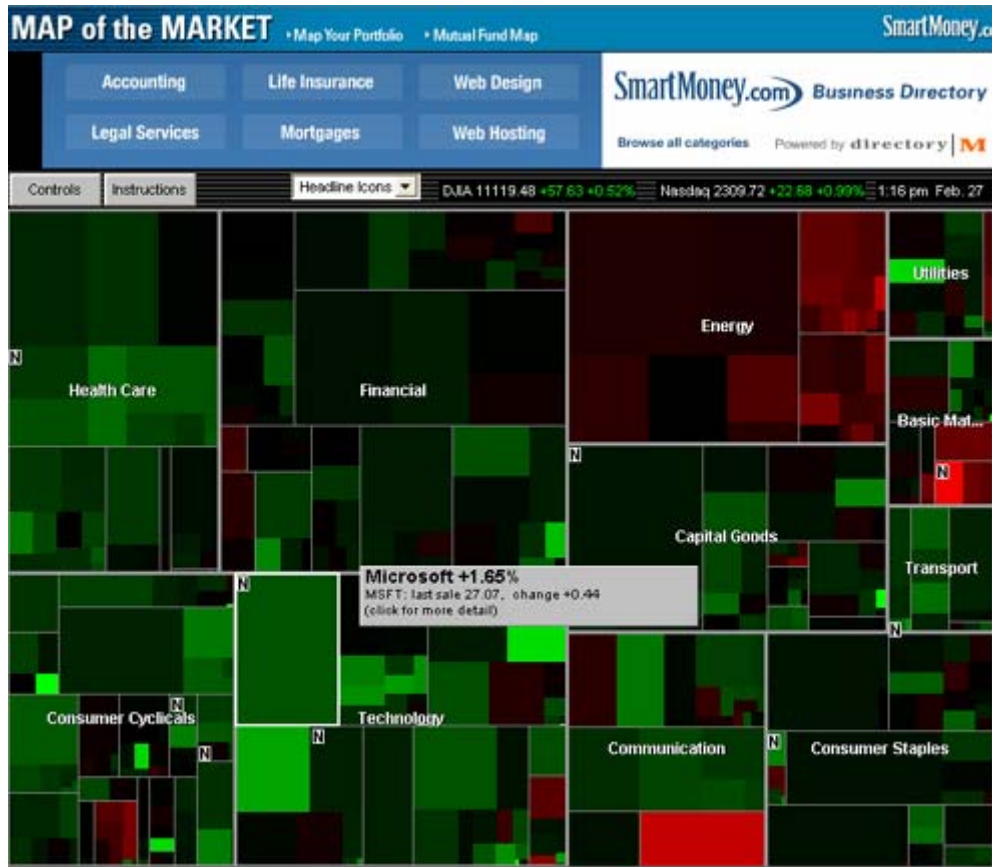 MAP of the MARKET • Map Your Portfolio • Mutual Fund Map SmartMoney.co
Accounting Life Insurance Web Design
Legal Services Mortgages Web Hosting
SmartMoney.com Business Directory
Browse all categories Powered by directory M
Controls Instructions Headline Icons DJIA 11119.48 +57.63 +0.52% Nasdaq 2309.72 +22.68 +0.99% 1:16 pm Feb. 27
Utilities
Energy
N
Health Care Financial
Basic Mat...
N
N
Capital Goods
Transport
Microsoft +1.65%
N
MSFT: last sale 27.07, change +0.44
(click for more detail)
N
N
Consumer Cyclicals Technology
N
N
N
Communication Consumer Staples